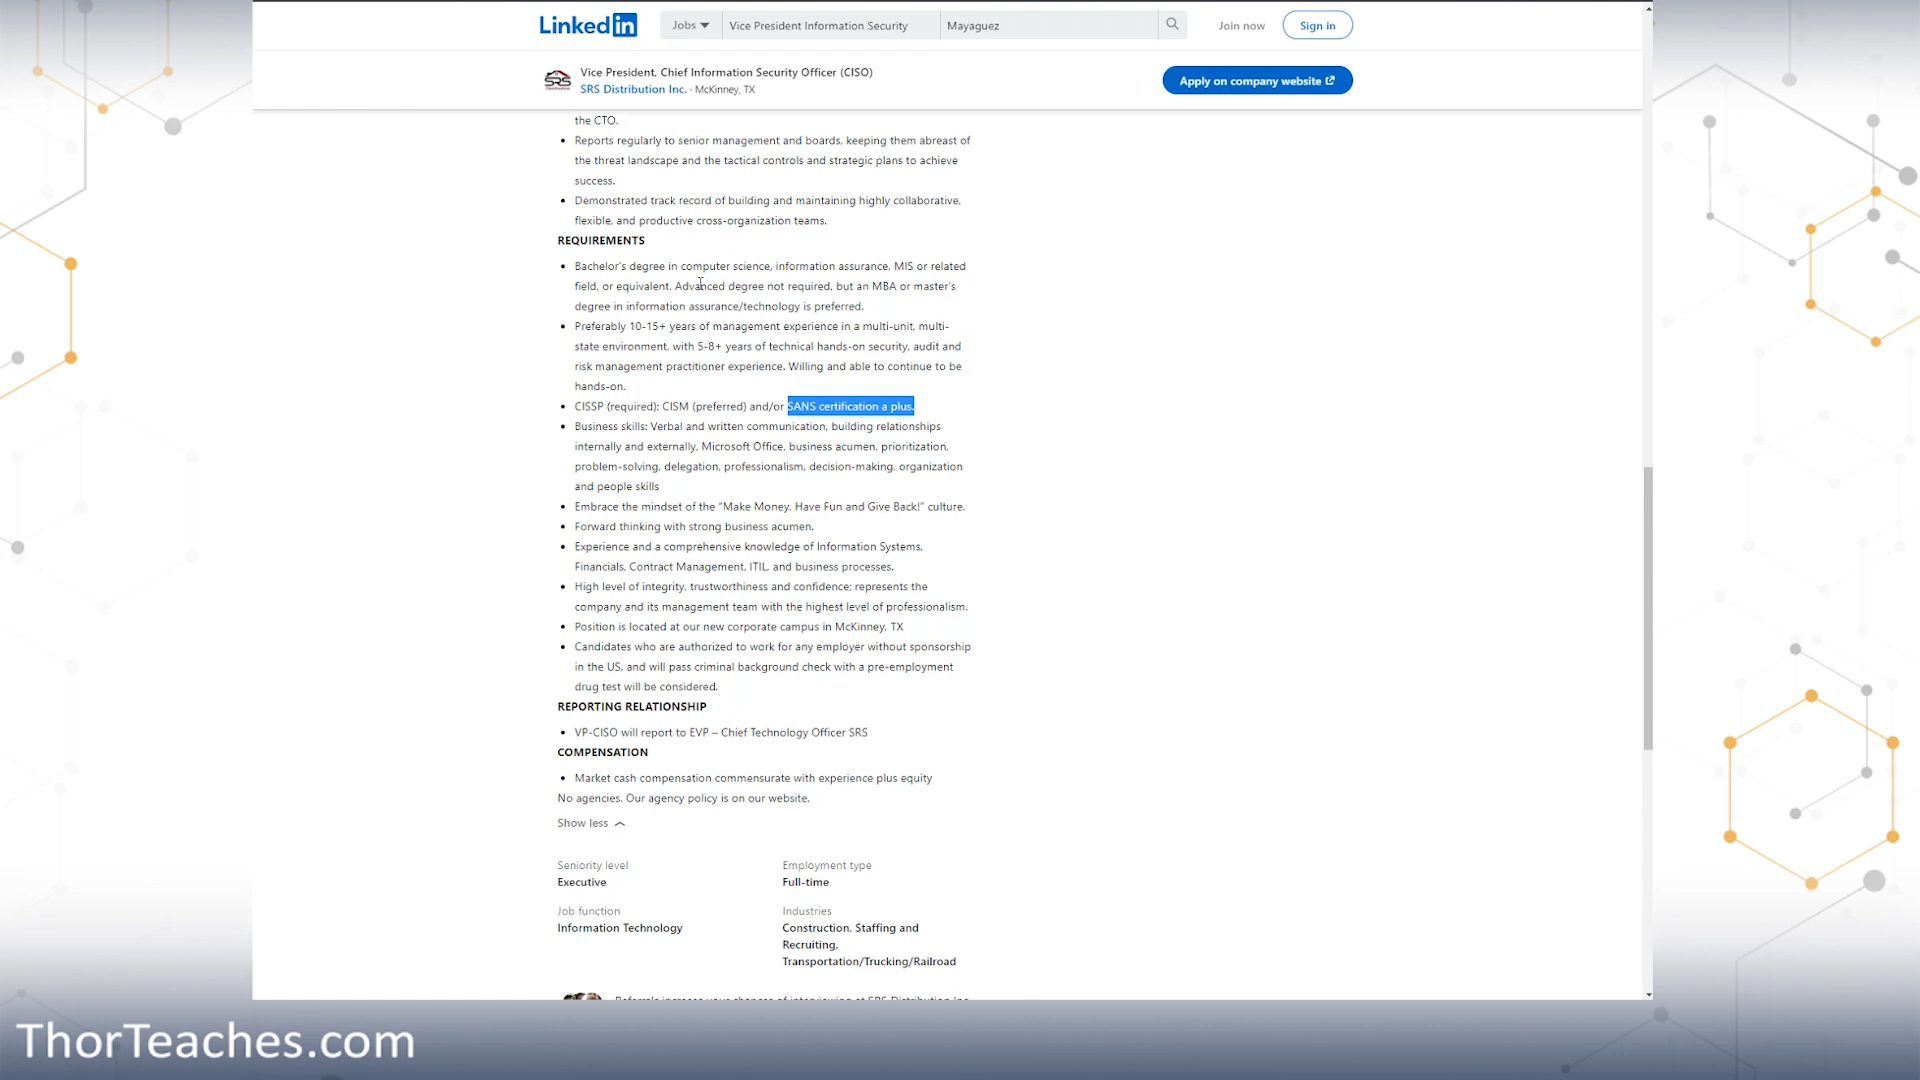 LinkedIn Jobs Vice President Information Security Mayaguez Join now Sign in
SRS
Vice President, Chief Information Security Officer (CISO)
SRS Distribution Inc. · McKinney, TX
Apply on company website
the CTO.
• Reports regularly to senior management and boards, keeping them abreast of
the threat landscape and the tactical controls and strategic plans to achieve
success.
• Demonstrated track record of building and maintaining highly collaborative,
flexible, and productive cross-organization teams.
REQUIREMENTS
• Bachelor's degree in computer science, information assurance, MIS or related
field, or equivalent. Advanced degree not required, but an MBA or master's
degree in information assurance/technology is preferred.
• Preferably 10-15+ years of management experience in a multi-unit, multi-
state environment, with 5-8+ years of technical hands-on security, audit and
risk management practitioner experience. Willing and able to continue to be
hands-on.
• CISSP (required); CISM (preferred) and/or SANS certification a plus.
• Business skills: Verbal and written communication, building relationships
internally and externally, Microsoft Office, business acumen, prioritization,
problem-solving, delegation, professionalism, decision-making, organization
and people skills
• Embrace the mindset of the “Make Money, Have Fun and Give Back!” culture.
• Forward thinking with strong business acumen.
• Experience and a comprehensive knowledge of Information Systems,
Financials, Contract Management, ITIL, and business processes.
• High level of integrity, trustworthiness and confidence; represents the
company and its management team with the highest level of professionalism.
• Position is located at our new corporate campus in McKinney, TX
• Candidates who are authorized to work for any employer without sponsorship
in the US, and will pass criminal background check with a pre-employment
drug test will be considered.
REPORTING RELATIONSHIP
• VP-CISO will report to EVP – Chief Technology Officer SRS
COMPENSATION
• Market cash compensation commensurate with experience plus equity
No agencies. Our agency policy is on our website.
Show less
Seniority level
Executive
Employment type
Full-time
Job function
Information Technology
Industries
Construction, Staffing and
Recruiting,
Transportation/Trucking/Railroad
Referrals increase your chances of interviewing at SRS Distribution Inc.
ThorTeaches.com